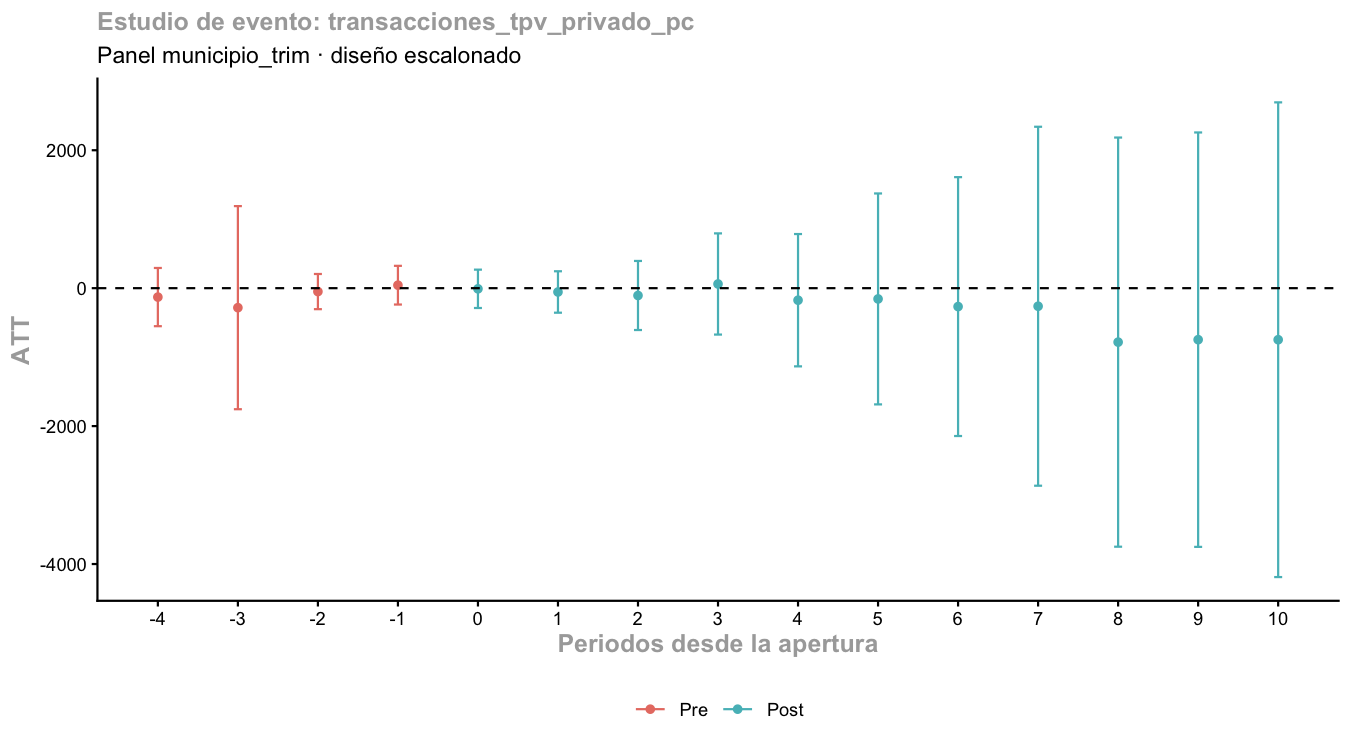 Estudio de evento: transacciones_tpv_privado_pc
Panel municipio_trim · diseño escalonado
ATT
2000
0
-2000
-4000
-4 -3 -2 -1 0 1 2 3 4 5 6 7 8 9 10
Periodos desde la apertura
Pre Post